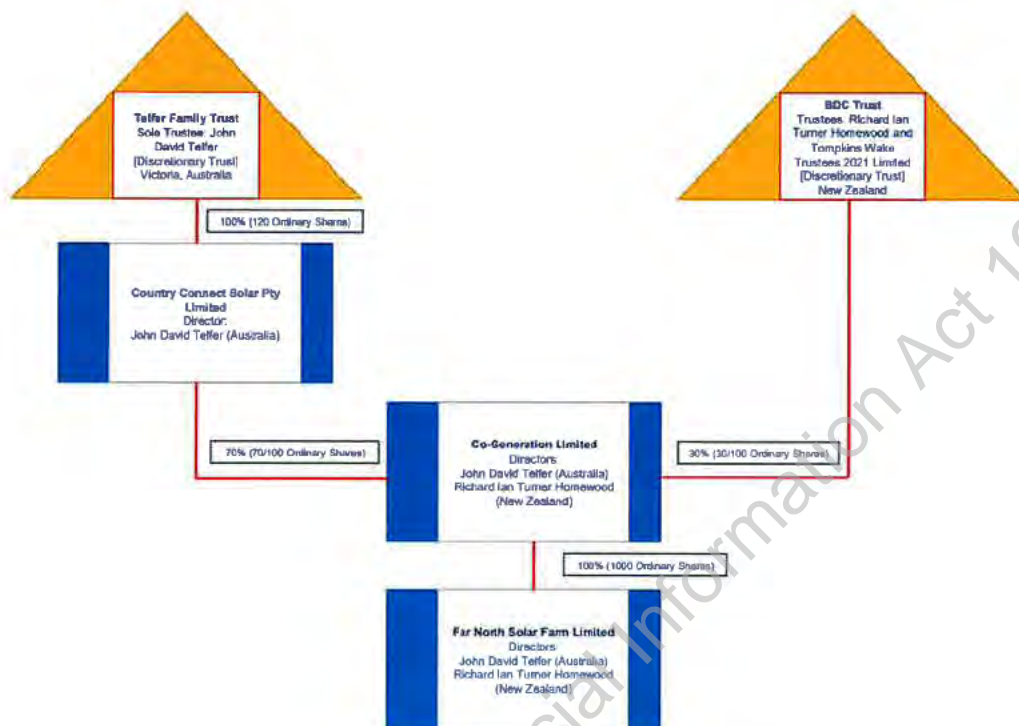 Telfer Family Trust
Sole Trustee: John
David Telfer
[Discretionary Trust]
Victoria, Australia
BDC Trust
Trustees: Richard Ian
Turner Homewood and
Tompkins Wake
Trustees 2021 Limited
[Discretionary Trust]
New Zealand
100% (120 Ordinary Shares)
Country Connect Solar Pty
Limited
Director:
John David Telfer (Australia)
70% (70/100 Ordinary Shares)
Co-Generation Limited
Directors
John David Telfer (Australia)
Richard Ian Turner Homewood
(New Zealand)
30% (30/100 Ordinary Shares)
100% (1000 Ordinary Shares)
Far North Solar Farm Limited
Directors
John David Telfer (Australia)
Richard Ian Turner Homewood
(New Zealand)
Information Act